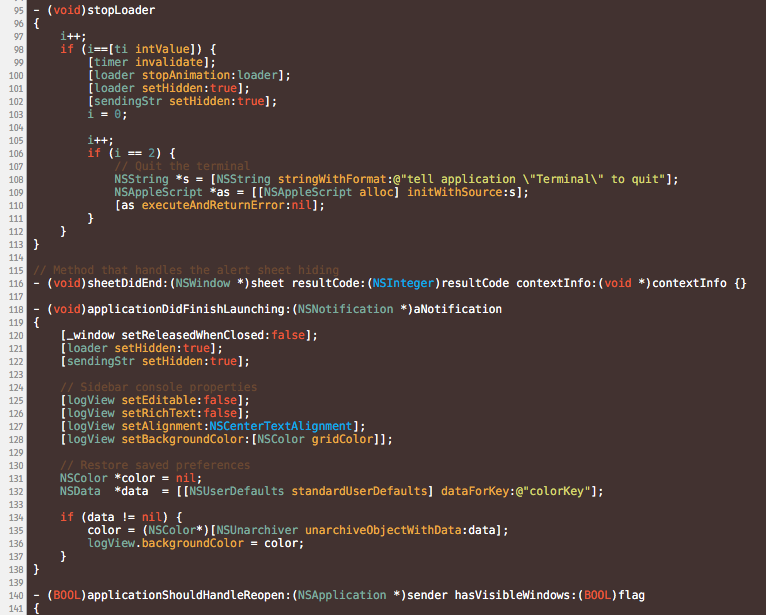 95 - (void)stopLoader
96 {
97     i++;
98     if (i==[ti intValue]) {
99         [timer invalidate];
100         [loader stopAnimation:loader];
101         [loader setHidden:true];
102         [sendingStr setHidden:true];
103         i = 0;
104
105         i++;
106         if (i == 2) {
107             // Quit the terminal
108             NSString *s = [NSString stringWithFormat:@"tell application \"Terminal\" to quit"];
109             NSAppleScript *as = [[NSAppleScript alloc] initWithSource:s];
110             [as executeAndReturnError:nil];
111         }
112     }
113 }
114
115 // Method that handles the alert sheet hiding
116 - (void)sheetDidEnd:(NSWindow *)sheet resultCode:(NSInteger)resultCode contextInfo:(void *)contextInfo {}
117
118 - (void)applicationDidFinishLaunching:(NSNotification *)aNotification
119 {
120     [_window setReleasedWhenClosed:false];
121     [loader setHidden:true];
122     [sendingStr setHidden:true];
123
124     // Sidebar console properties
125     [logView setEditable:false];
126     [logView setRichText:false];
127     [logView setAlignment:NSCenterTextAlignment];
128     [logView setBackgroundColor:[NSColor gridColor]];
129
130     // Restore saved preferences
131     NSColor *color = nil;
132     NSData  *data  = [[NSUserDefaults standardUserDefaults] dataForKey:@"colorKey"];
133
134     if (data != nil) {
135         color = (NSColor*)[NSUnarchiver unarchiveObjectWithData:data];
136         logView.backgroundColor = color;
137     }
138 }
139
140 - (BOOL)applicationShouldHandleReopen:(NSApplication *)sender hasVisibleWindows:(BOOL)flag
141 {